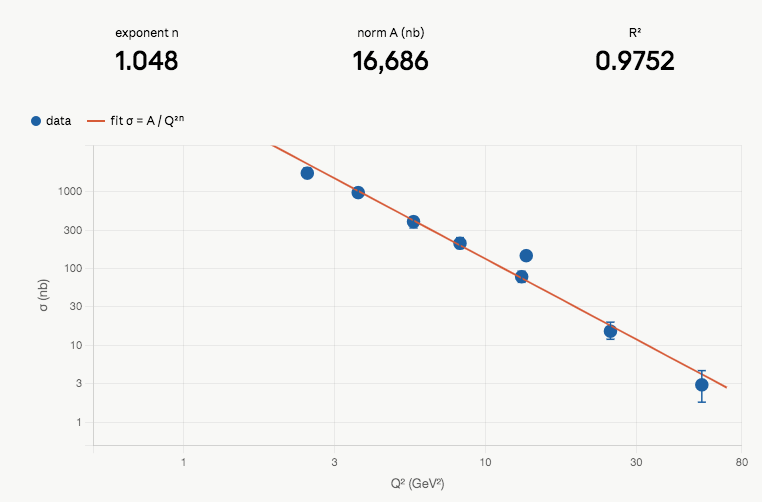 exponent n norm A (nb) R²
1.048 16,686 0.9752
data fit σ = A / Q²ⁿ
1000
300
100
30
10
3
1
σ (nb)
1 3 10 30 80
Q² (GeV²)